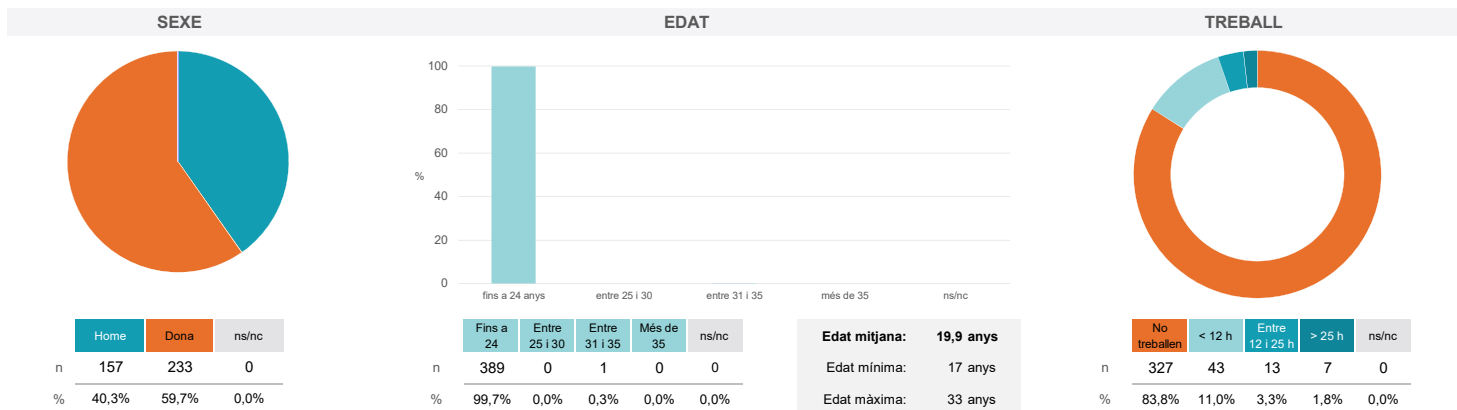 SEXE
EDAT
TREBALL
100
80
60
%
40
20
0
fins a 24 anys entre 25 i 30 entre 31 i 35 més de 35 ns/nc
Home Dona ns/nc
n 157 233 0
% 40,3% 59,7% 0,0%
Fins a 24 Entre 25 i 30 Entre 31 i 35 Més de 35 ns/nc
n 389 0 1 0 0
% 99,7% 0,0% 0,3% 0,0% 0,0%
Edat mitjana: 19,9 anys
Edat mínima: 17 anys
Edat màxima: 33 anys
No treballen < 12 h Entre 12 i 25 h > 25 h ns/nc
n 327 43 13 7 0
% 83,8% 11,0% 3,3% 1,8% 0,0%